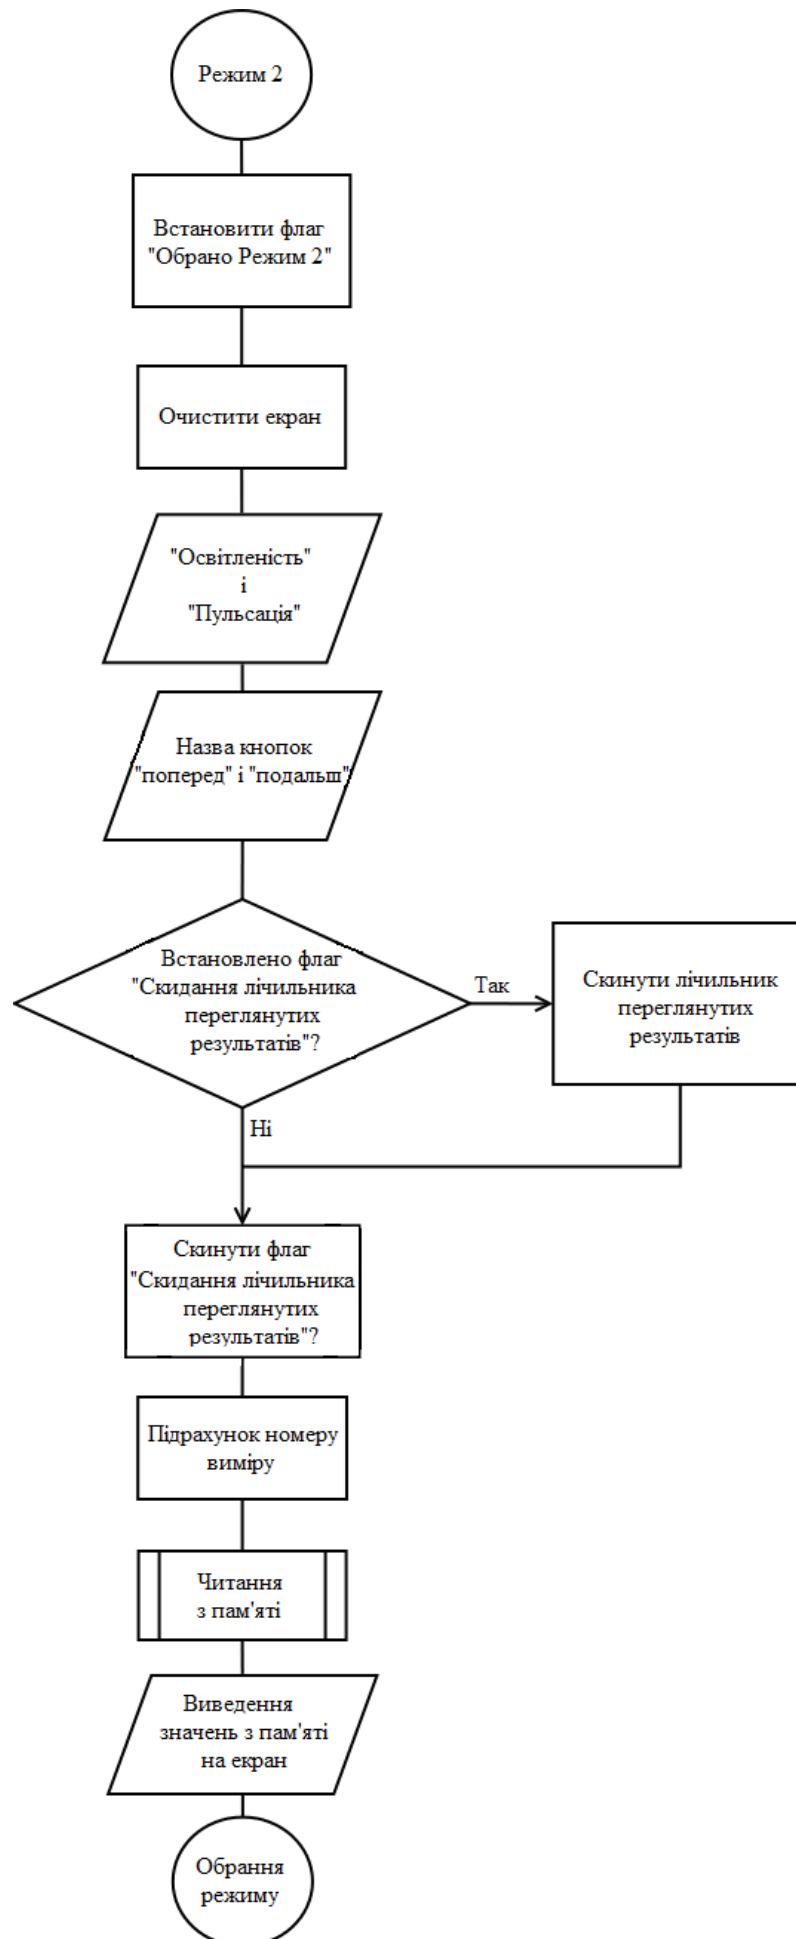 Режим 2
Встановити флаг
"Обрано Режим 2"
Очистити екран
"Освітленість"
і
"Пульсація"
Назва кнопок
"поперед" і "подальш"
Встановлено флаг
"Скидання лічильника
переглянутих
результатів"?
Так
Скинути лічильник
переглянутих
результатів
Ні
Скинути флаг
"Скидання лічильника
переглянутих
результатів"?
Підрахунок номеру
виміру
Читання
з пам'яті
Виведення
значень з пам'яті
на екран
Обрання
режиму